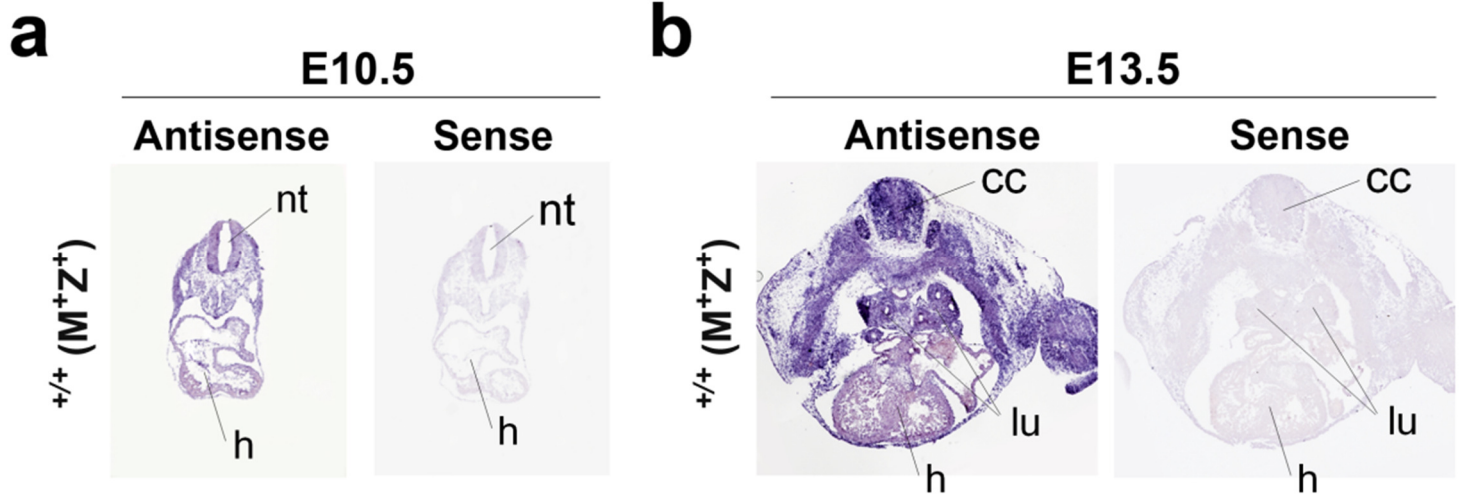 a
E10.5
Antisense
Sense
+/+ (M+Z+)
nt
nt
h
h
b
E13.5
Antisense
Sense
+/+ (M+Z+)
cc
cc
lu
lu
h
h